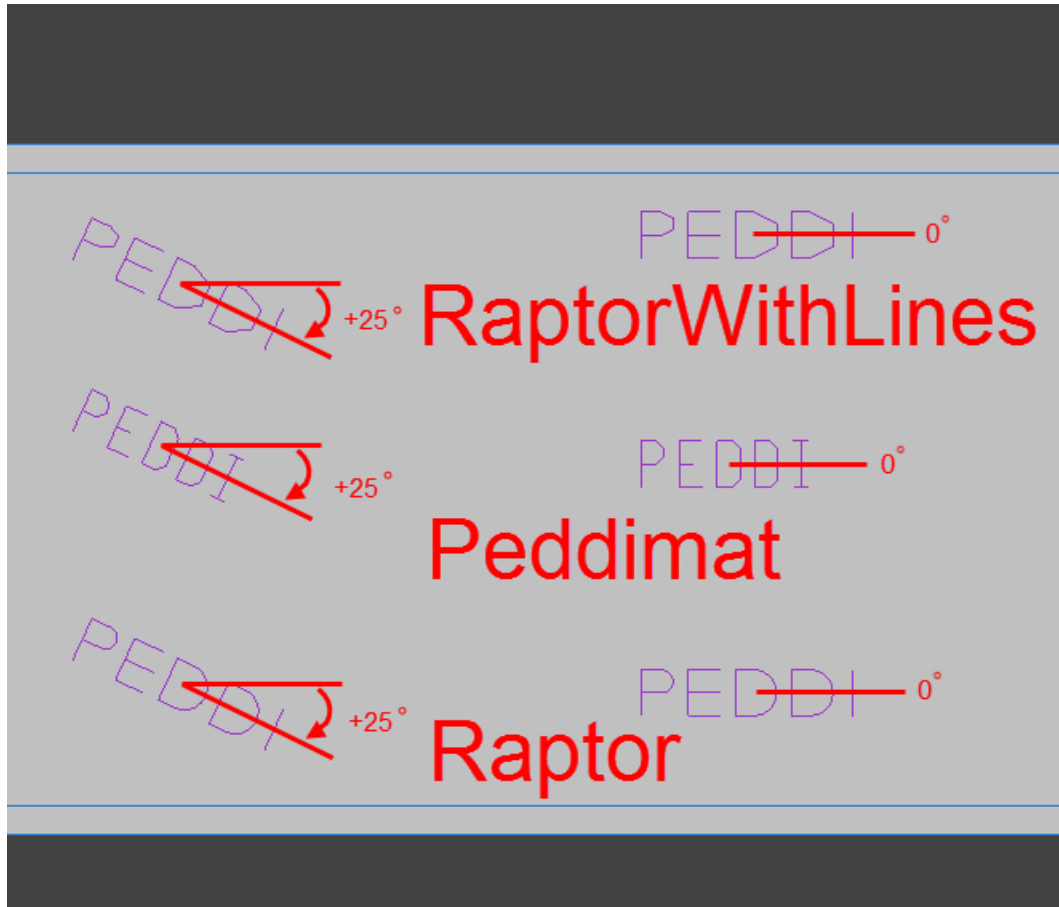 PEDDI +25° PEDDI 0°
RaptorWithLines
PEDDI +25° PEDDI 0°
Peddimat
PEDDI +25° PEDDI 0°
Raptor